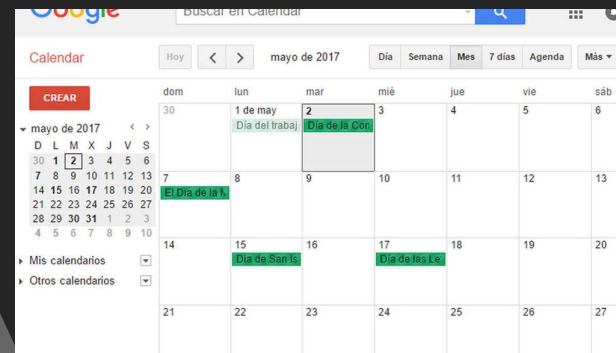 Google
Buscar en Calendar
Calendar
Hoy < > mayo de 2017 Día Semana Mes 7 días Agenda Más
CREAR
mayo de 2017 < >
D L M X J V S
30 1 2 3 4 5 6
7 8 9 10 11 12 13
14 15 16 17 18 19 20
21 22 23 24 25 26 27
28 29 30 31 1 2 3
4 5 6 7 8 9 10
Mis calendarios
Otros calendarios
dom lun mar mié jue vie sáb
30 1 de may 2 3 4 5 6
Día del trabaj Día de la Con
7 8 9 10 11 12 13
El Día de la
14 15 16 17 18 19 20
Día de San Is Día de las Le
21 22 23 24 25 26 27